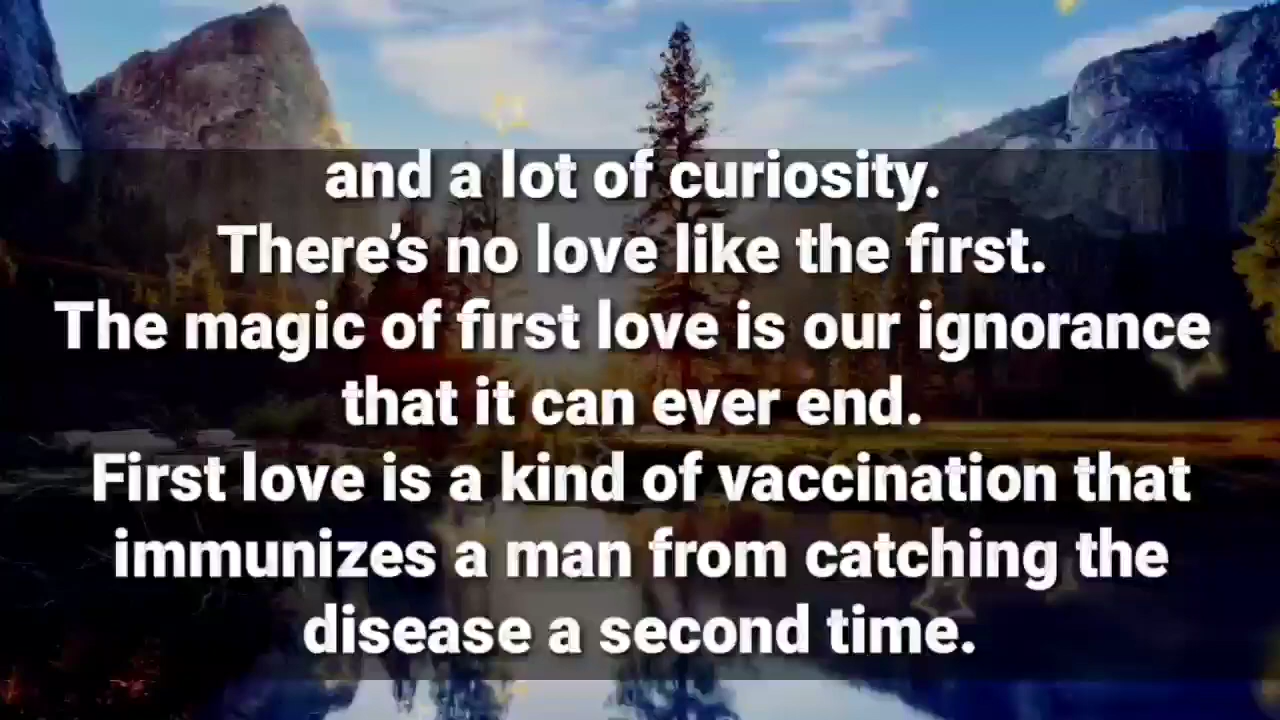 and a lot of curiosity.
There’s no love like the first.
The magic of first love is our ignorance
that it can ever end.
First love is a kind of vaccination that
immunizes a man from catching the
disease a second time.